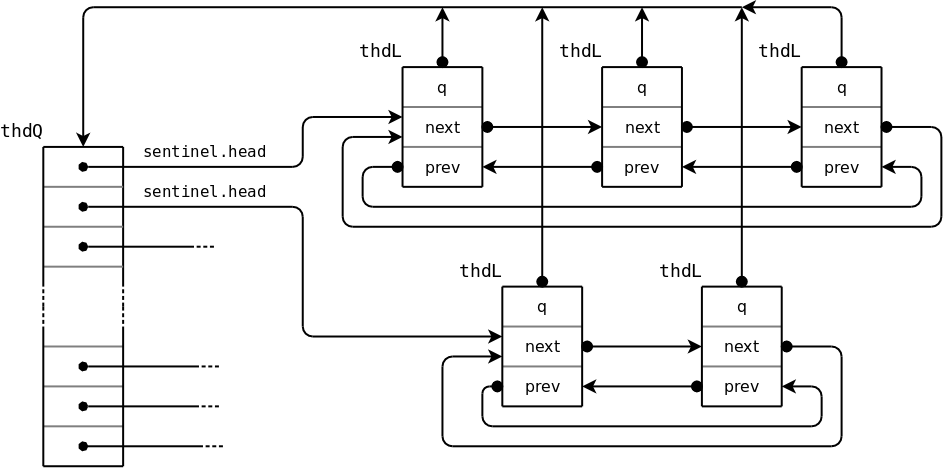 thdL thdL thdL
q q q
next next next
prev prev prev
thdQ
sentinel.head
sentinel.head
thdL thdL
q q
next next
prev prev